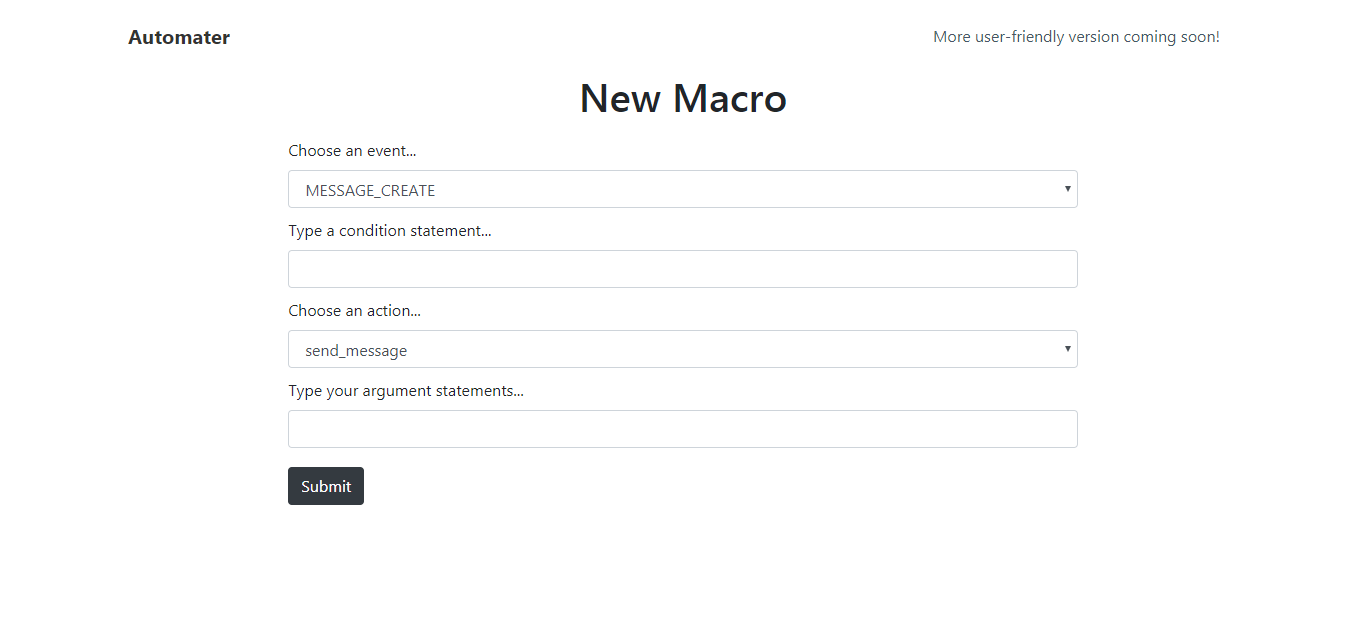 Automater
More user-friendly version coming soon!
New Macro
Choose an event...
MESSAGE_CREATE
Type a condition statement...
Choose an action...
send_message
Type your argument statements...
Submit